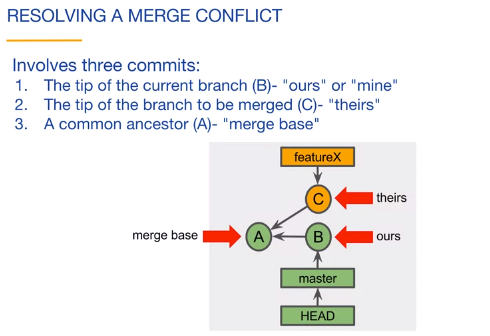 RESOLVING A MERGE CONFLICT
Involves three commits:
1. The tip of the current branch (B)- "ours" or "mine"
2. The tip of the branch to be merged (C)- "theirs"
3. A common ancestor (A)- "merge base"
featureX
C
theirs
merge base
A
B
ours
master
HEAD